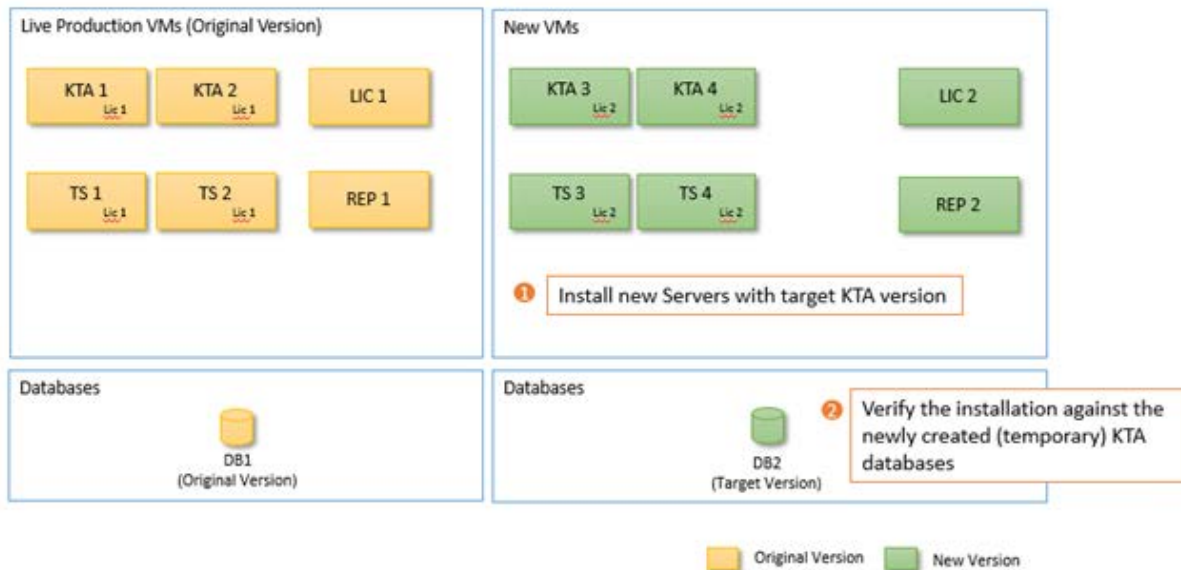 Live Production VMs (Original Version)
KTA 1
Lic 1
KTA 2
Lic 1
LIC 1
TS 1
Lic 1
TS 2
Lic 1
REP 1
New VMs
KTA 3
Lic 2
KTA 4
Lic 2
LIC 2
TS 3
Lic 2
TS 4
Lic 2
REP 2
1 Install new Servers with target KTA version
Databases
DB1
(Original Version)
Databases
DB2
(Target Version)
2 Verify the installation against the
newly created (temporary) KTA
databases
Original Version
New Version